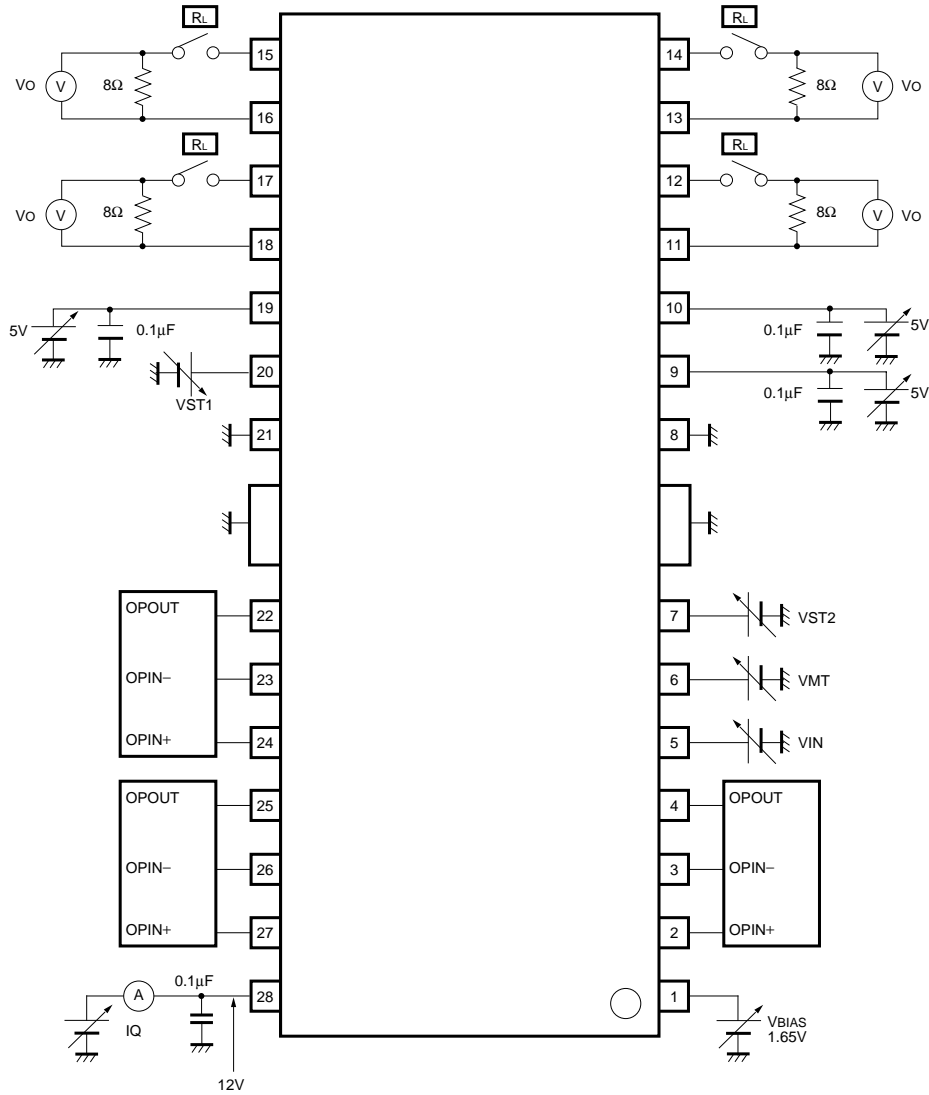 RL
RL
15
14
VO
V
8Ω
8Ω
V
VO
16
13
RL
RL
17
12
VO
V
8Ω
8Ω
V
VO
18
11
19
10
5V
0.1μF
0.1μF
5V
20
9
VST1
0.1μF
5V
21
8
OPOUT
22
7
VST2
OPIN−
23
6
VMT
OPIN+
24
5
VIN
OPOUT
25
4
OPOUT
OPIN−
26
3
OPIN−
OPIN+
27
2
OPIN+
0.1μF
A
28
1
IQ
VBIAS
1.65V
12V